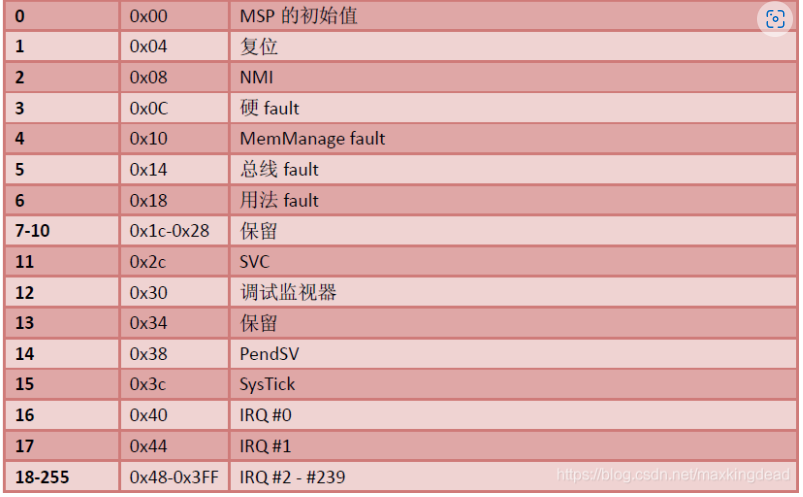 0 0x00 MSP 的初始值
1 0x04 复位
2 0x08 NMI
3 0x0C 硬 fault
4 0x10 MemManage fault
5 0x14 总线 fault
6 0x18 用法 fault
7-10 0x1c-0x28 保留
11 0x2c SVC
12 0x30 调试监视器
13 0x34 保留
14 0x38 PendSV
15 0x3c SysTick
16 0x40 IRQ #0
17 0x44 IRQ #1
18-255 0x48-0x3FF IRQ #2 - #239
https://blog.csdn.net/maxkingdead